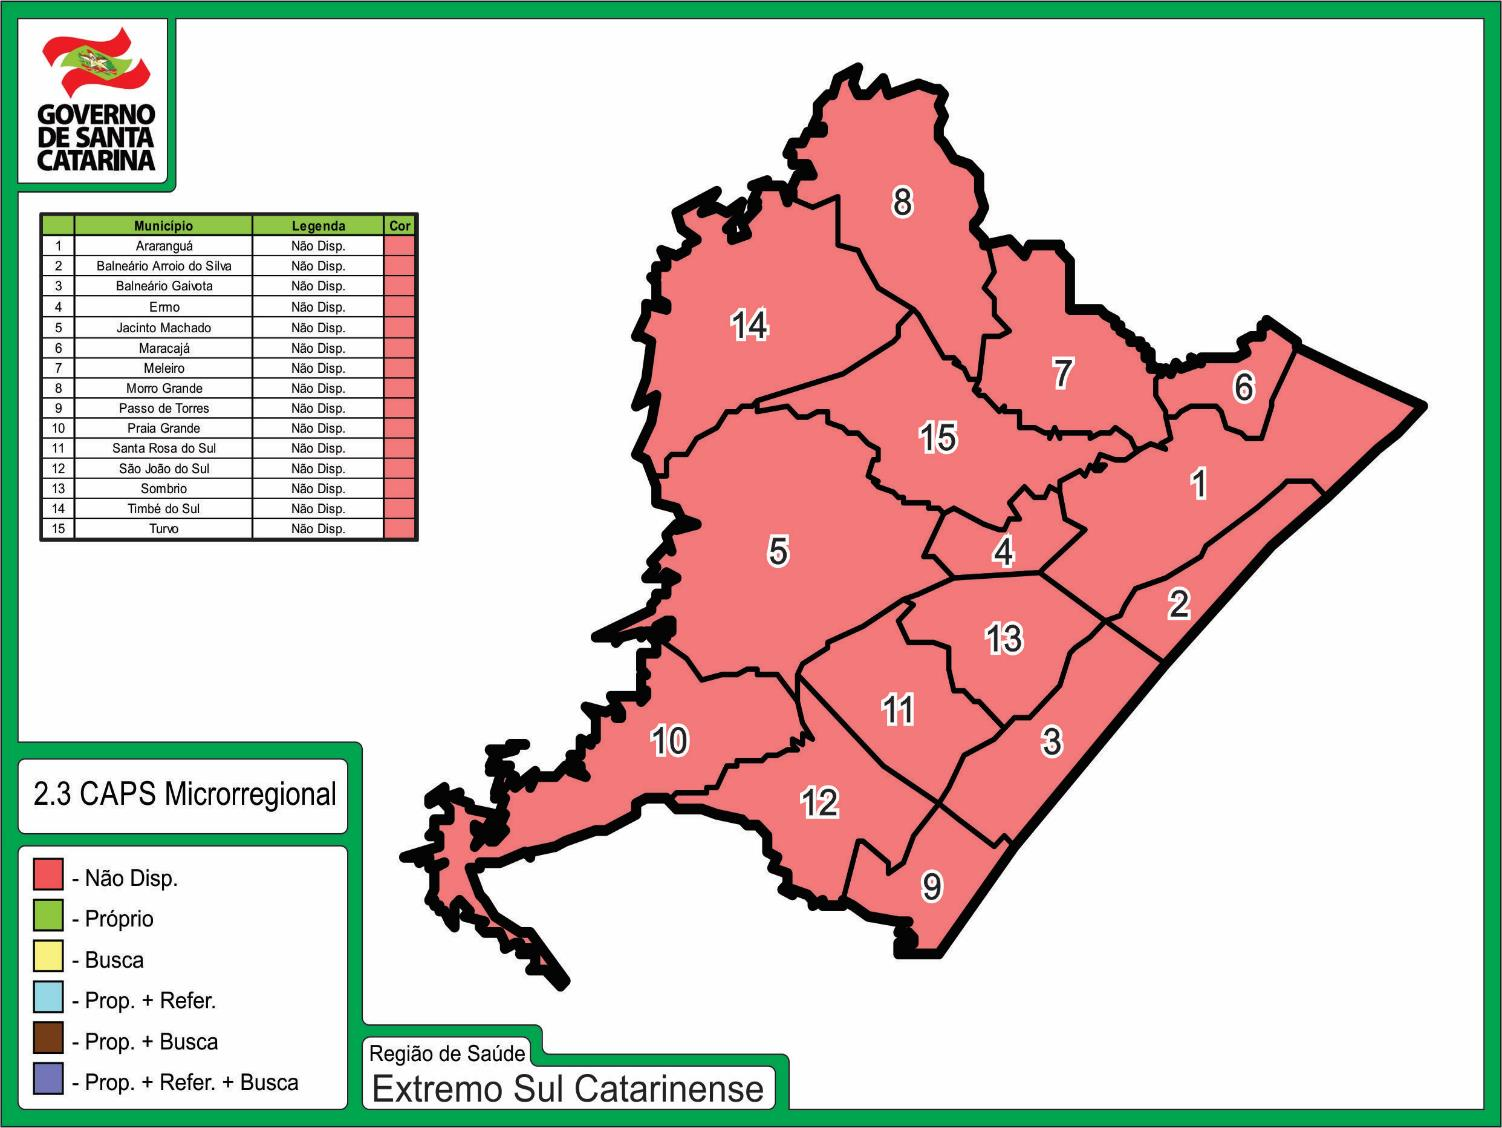 GOVERNO
DE SANTA
CATARINA
Município Legenda Cor
1 Araranguá Não Disp.
2 Balneário Arroio do Silva Não Disp.
3 Balneário Gaivota Não Disp.
4 Ermo Não Disp.
5 Jacinto Machado Não Disp.
6 Maracajá Não Disp.
7 Meleiro Não Disp.
8 Morro Grande Não Disp.
9 Passo de Torres Não Disp.
10 Praia Grande Não Disp.
11 Santa Rosa do Sul Não Disp.
12 São João do Sul Não Disp.
13 Sombrio Não Disp.
14 Timbé do Sul Não Disp.
15 Turvo Não Disp.
8
14
7
6
15
1
5
4
2
13
11
10
3
12
9
2.3 CAPS Microrregional
- Não Disp.
- Próprio
- Busca
- Prop. + Refer.
- Prop. + Busca
- Prop. + Refer. + Busca
Região de Saúde
Extremo Sul Catarinense